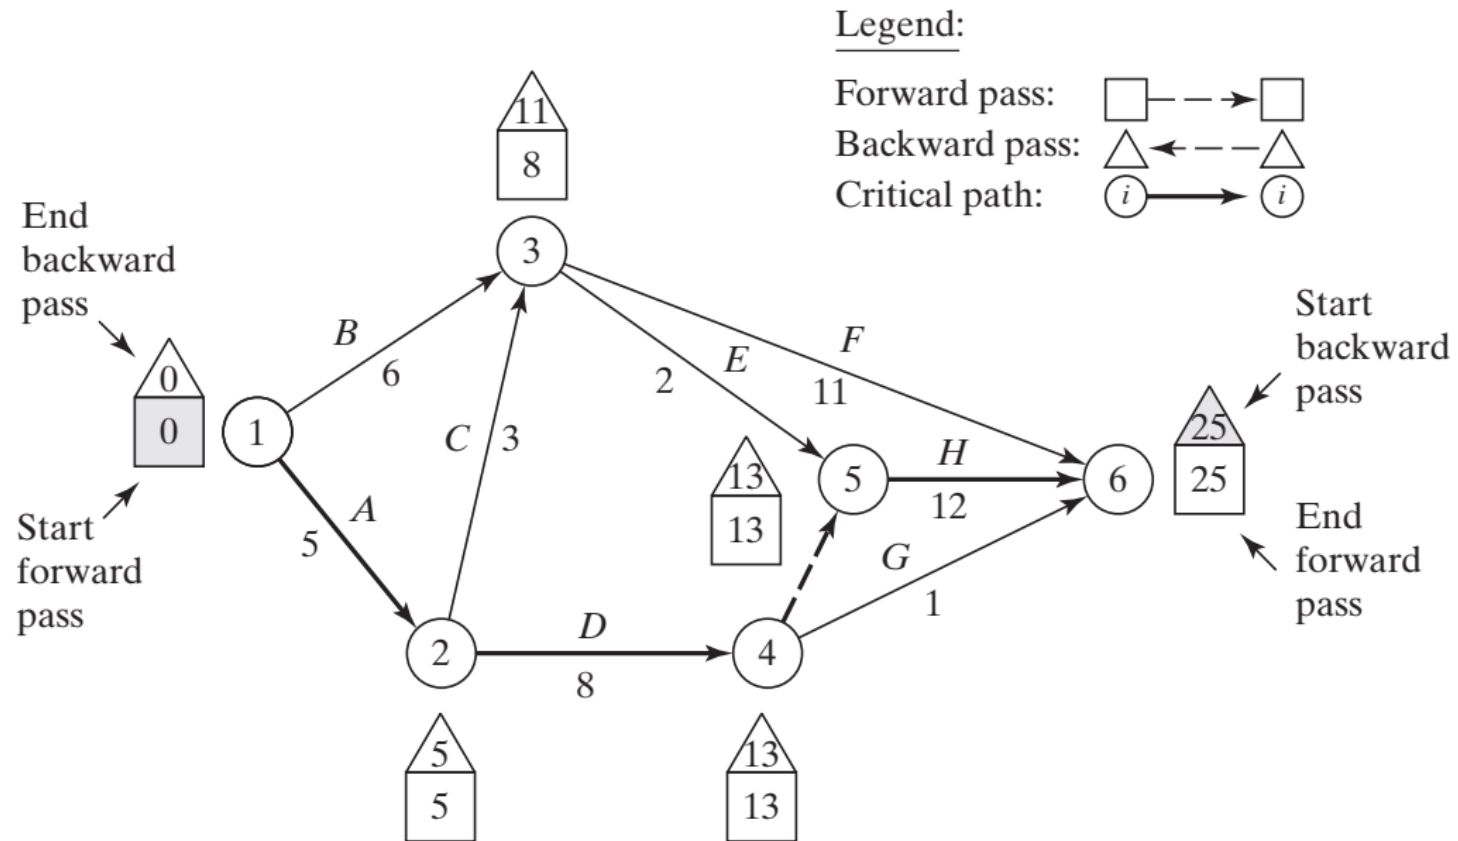 Legend:
Forward pass:
Backward pass:
Critical path: i i
11
8
3
End
backward
pass
0
0
1
Start
forward
pass
B
6
A
5
C 3
E
2
F
11
Start
backward
pass
13
13
5
H
12
6
25
25
G
1
End
forward
pass
2
D
8
4
5
5
13
13